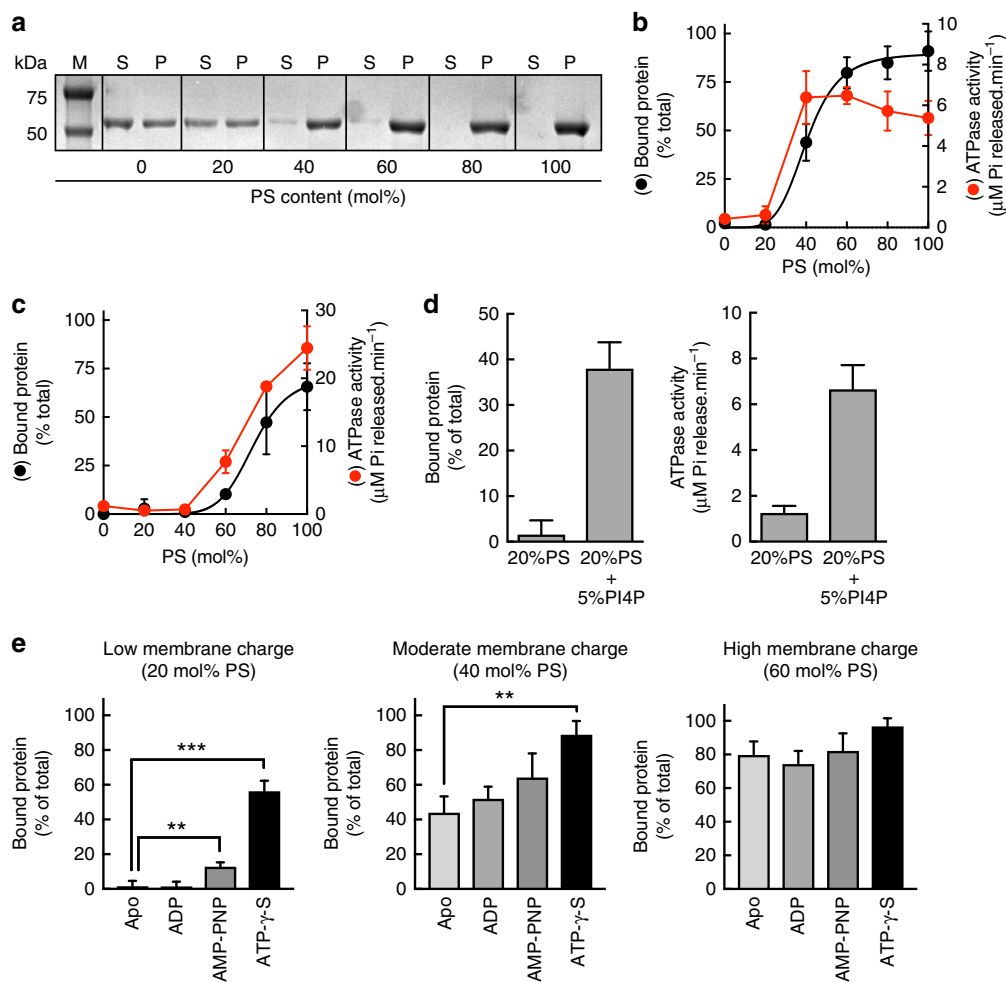 a
kDa M S P S P S P S P S P S P
75
50
0 20 40 60 80 100
PS content (mol%)
b
100 75 50 25 0
(●) Bound protein
(% total)
10 8 6 4 2 0
(●) ATPase activity
(μM Pi released.min⁻¹)
0 20 40 60 80 100
PS (mol%)
c
100 75 50 25 0
(●) Bound protein
(% total)
30 20 10 0
(●) ATPase activity
(μM Pi released.min⁻¹)
0 20 40 60 80 100
PS (mol%)
d
50 40 30 20 10 0
Bound protein
(% of total)
20%PS 20%PS
+
5%PI4P
8 6 4 2 0
ATPase activity
(μM Pi release.min⁻¹)
20%PS 20%PS
+
5%PI4P
e
Low membrane charge
(20 mol% PS)
100 80 60 40 20 0
Bound protein
(% of total)
***
**
Apo ADP AMP-PNP ATP-γ-S
Moderate membrane charge
(40 mol% PS)
100 80 60 40 20 0
Bound protein
(% of total)
**
Apo ADP AMP-PNP ATP-γ-S
High membrane charge
(60 mol% PS)
100 80 60 40 20 0
Bound protein
(% of total)
Apo ADP AMP-PNP ATP-γ-S